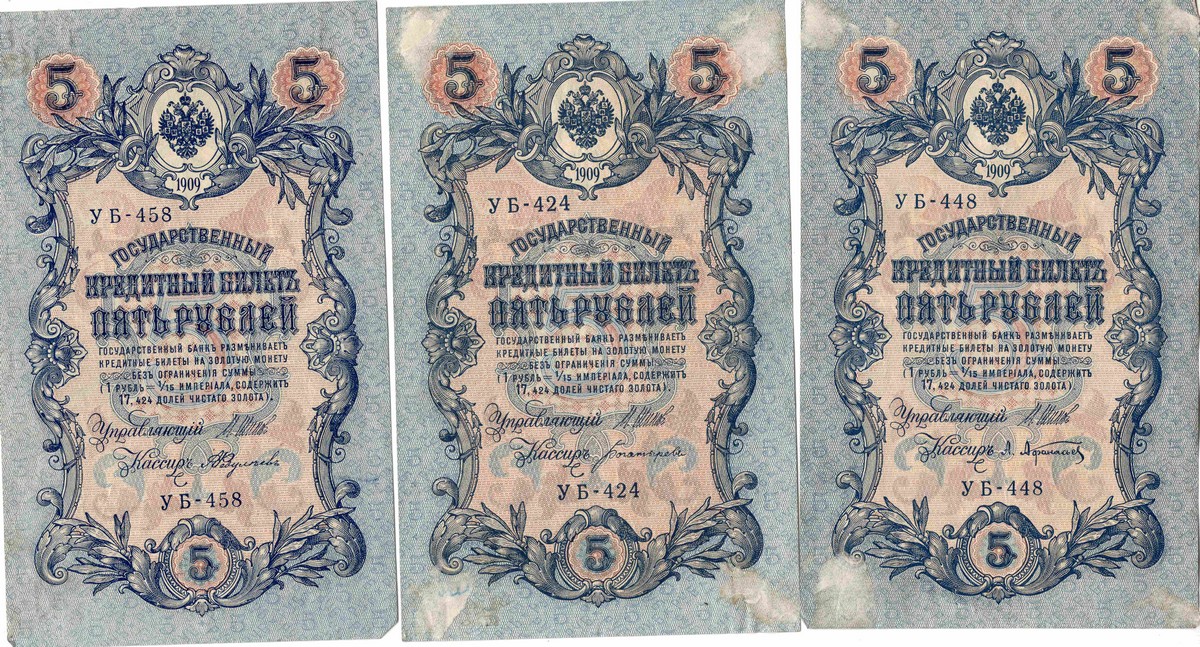 5 5
1909
УБ-458
ГОСУДАРСТВЕННЫЙ
КРЕДИТНЫЙ БИЛЕТЪ
ПЯТЬ РУБЛЕЙ
ГОСУДАРСТВЕННЫЙ БАНКЪ РАЗМѢНИВАЕТЪ
КРЕДИТНЫЕ БИЛЕТЫ НА ЗОЛОТУЮ МОНЕТУ
БЕЗЪ ОГРАНИЧЕНІЯ СУММЫ
(1 РУБЛЬ = 1/15 ИМПЕРІАЛА, СОДЕРЖИТЪ
17,424 ДОЛЕЙ ЧИСТАГО ЗОЛОТА).
Управляющій
Кассиръ
УБ-458
5
5 5
1909
УБ-424
ГОСУДАРСТВЕННЫЙ
КРЕДИТНЫЙ БИЛЕТЪ
ПЯТЬ РУБЛЕЙ
ГОСУДАРСТВЕННЫЙ БАНКЪ РАЗМѢНИВАЕТЪ
КРЕДИТНЫЕ БИЛЕТЫ НА ЗОЛОТУЮ МОНЕТУ
БЕЗЪ ОГРАНИЧЕНІЯ СУММЫ
(1 РУБЛЬ = 1/15 ИМПЕРІАЛА, СОДЕРЖИТЪ
17,424 ДОЛЕЙ ЧИСТАГО ЗОЛОТА).
Управляющій
Кассиръ
УБ-424
5
5 5
1909
УБ-448
ГОСУДАРСТВЕННЫЙ
КРЕДИТНЫЙ БИЛЕТЪ
ПЯТЬ РУБЛЕЙ
ГОСУДАРСТВЕННЫЙ БАНКЪ РАЗМѢНИВАЕТЪ
КРЕДИТНЫЕ БИЛЕТЫ НА ЗОЛОТУЮ МОНЕТУ
БЕЗЪ ОГРАНИЧЕНІЯ СУММЫ
(1 РУБЛЬ = 1/15 ИМПЕРІАЛА, СОДЕРЖИТЪ
17,424 ДОЛЕЙ ЧИСТАГО ЗОЛОТА).
Управляющій
Кассиръ
УБ-448
5